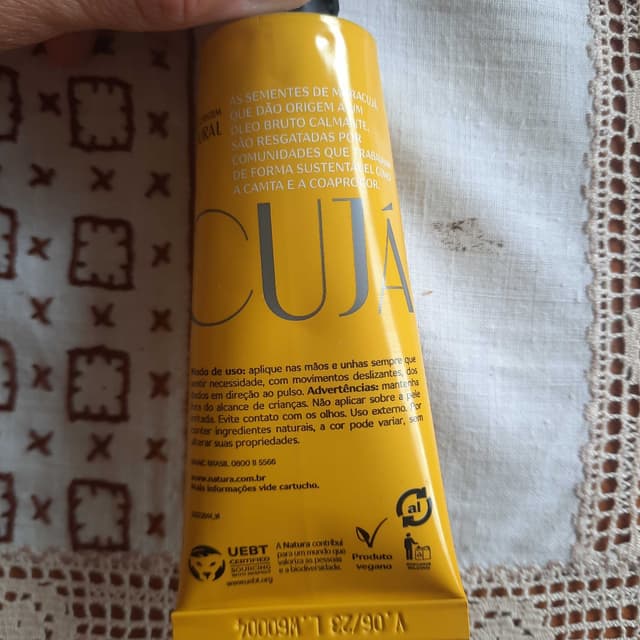 AS SEMENTES DE MARACUJÁ
QUE DÃO ORIGEM A UM
ÓLEO BRUTO CALMANTE,
SÃO RESGATADAS POR
COMUNIDADES QUE TRABALHAM
DE FORMA SUSTENTÁVEL COMO
A CAMTA E A COAPROCOR.
URAL
CUJÁ
Modo de uso: aplique nas mãos e unhas sempre que
sentir necessidade, com movimentos deslizantes, dos
dedos em direção ao pulso. Advertências: mantenha
fora do alcance de crianças. Não aplicar sobre a pele
irritada. Evite contato com os olhos. Uso externo. Por
conter ingredientes naturais, a cor pode variar, sem
alterar suas propriedades.
SNAC: BRASIL 0800 11 5566
www.natura.com.br
Mais informações vide cartucho.
al
UEBT
CERTIFIED
SOURCING
WITH RESPECT
www.uebt.org
A Natura contribui
para um mundo que
valoriza as pessoas
e a biodiversidade.
Produto
vegano
V.06/23 L.W60004